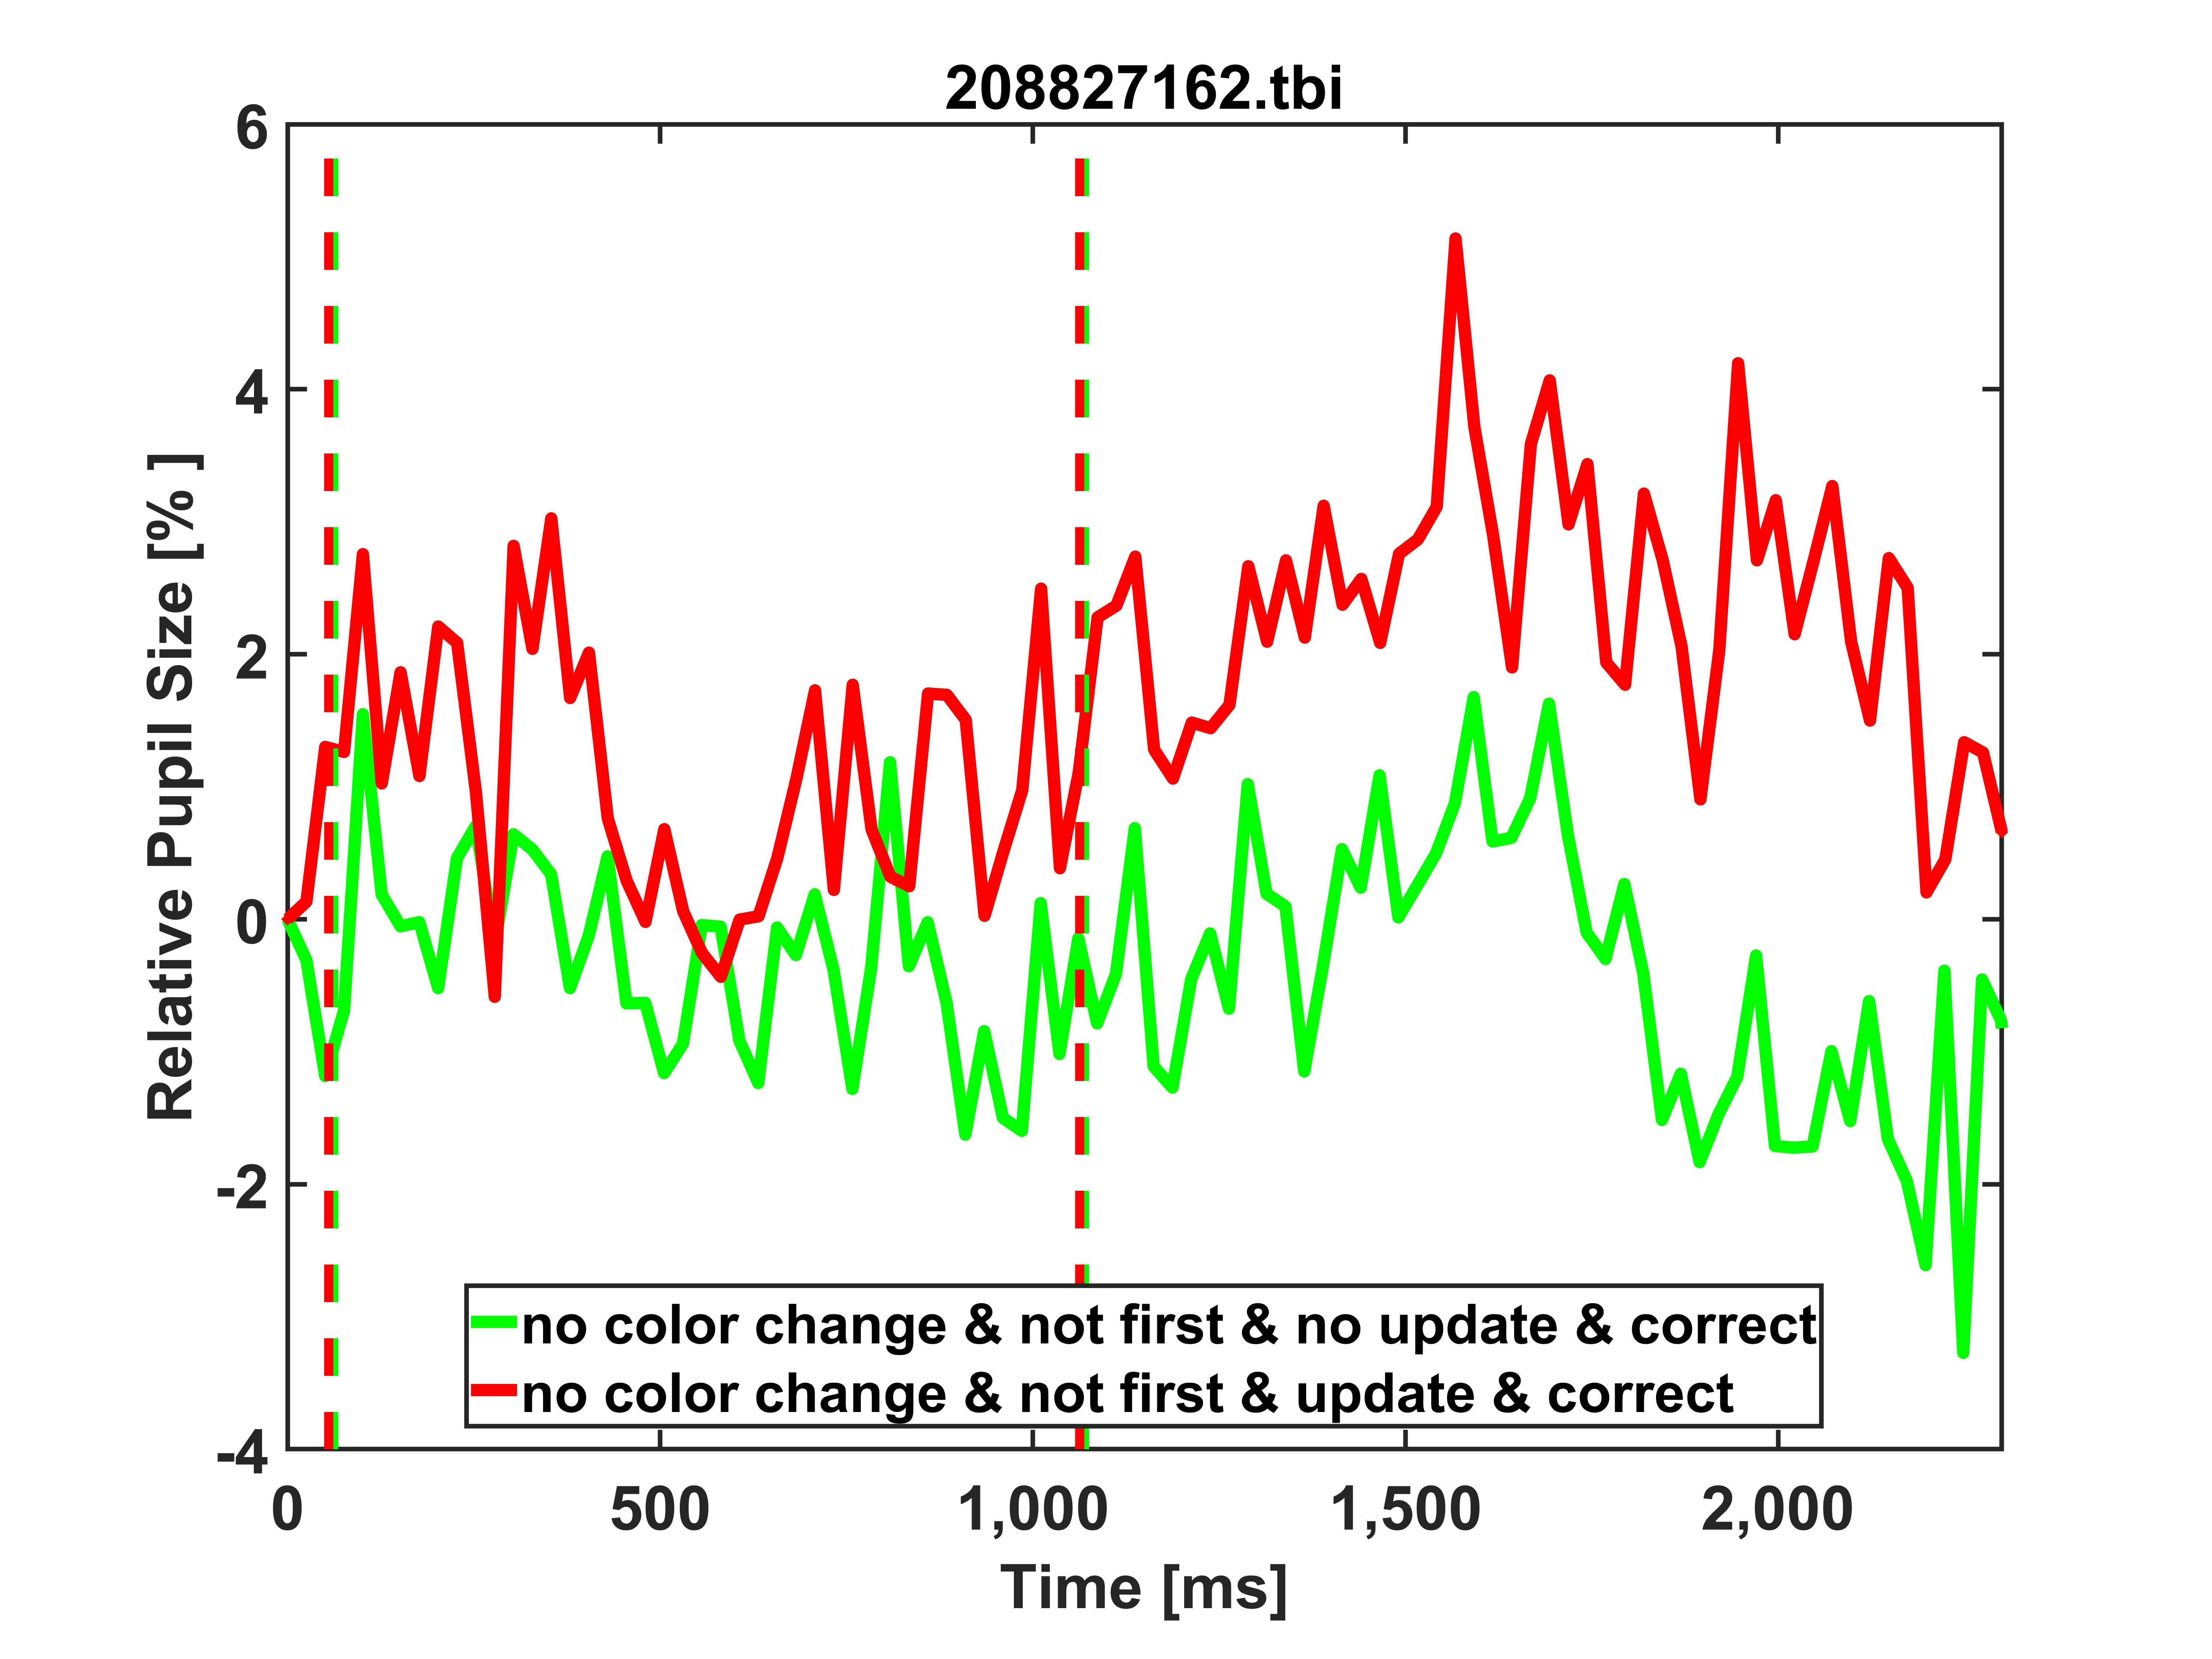 208827162.tbi
6
4
2
0
-2
-4
Relative Pupil Size [% ]
no color change & not first & no update & correct
no color change & not first & update & correct
0 500 1,000 1,500 2,000
Time [ms]